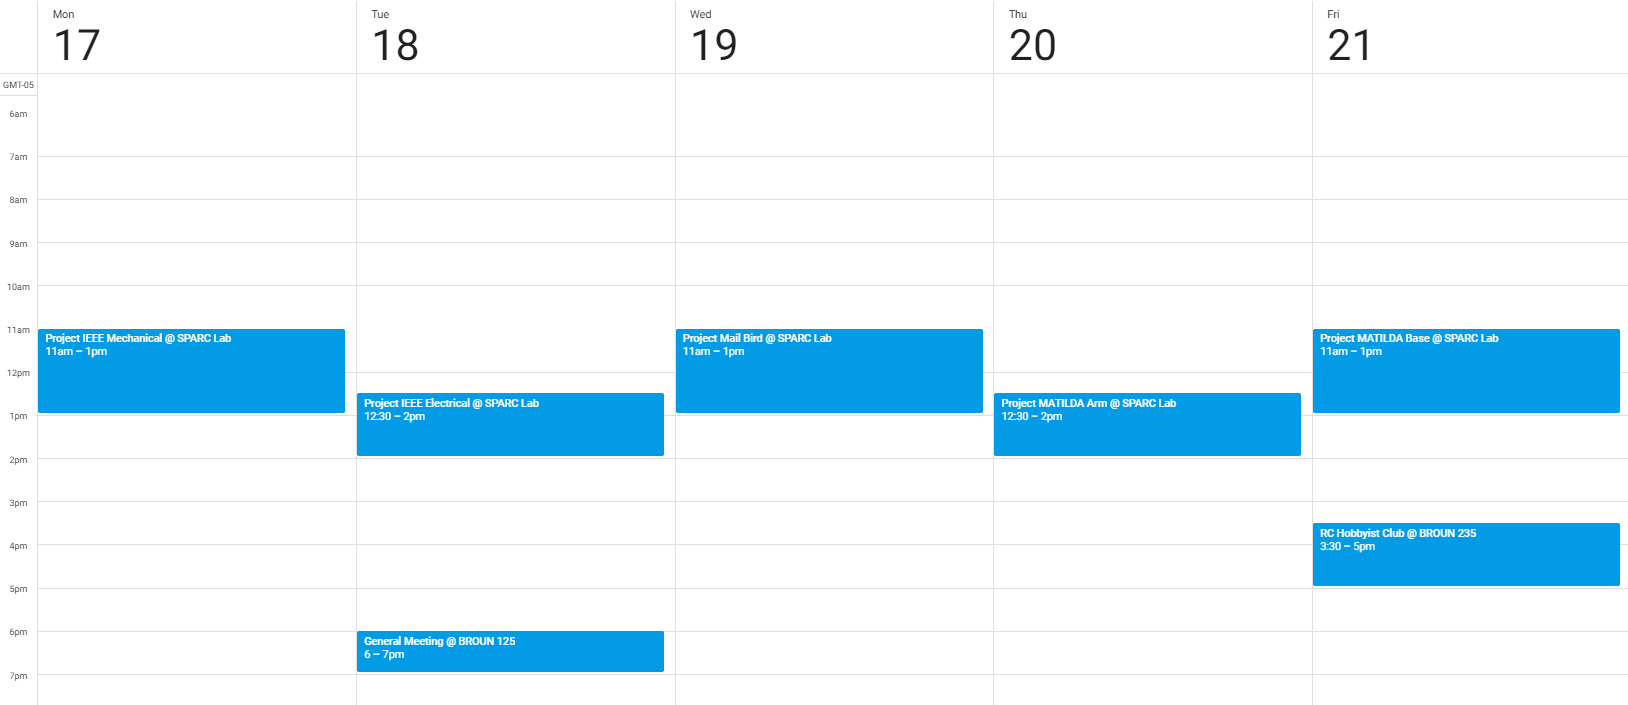 Mon
17
Tue
18
Wed
19
Thu
20
Fri
21
GMT-05
6am
7am
8am
9am
10am
11am
12pm
1pm
2pm
3pm
4pm
5pm
6pm
7pm
Project IEEE Mechanical @ SPARC Lab
11am – 1pm
Project IEEE Electrical @ SPARC Lab
12:30 – 2pm
General Meeting @ BROUN 125
6 – 7pm
Project Mail Bird @ SPARC Lab
11am – 1pm
Project MATILDA Arm @ SPARC Lab
12:30 – 2pm
Project MATILDA Base @ SPARC Lab
11am – 1pm
RC Hobbyist Club @ BROUN 235
3:30 – 5pm